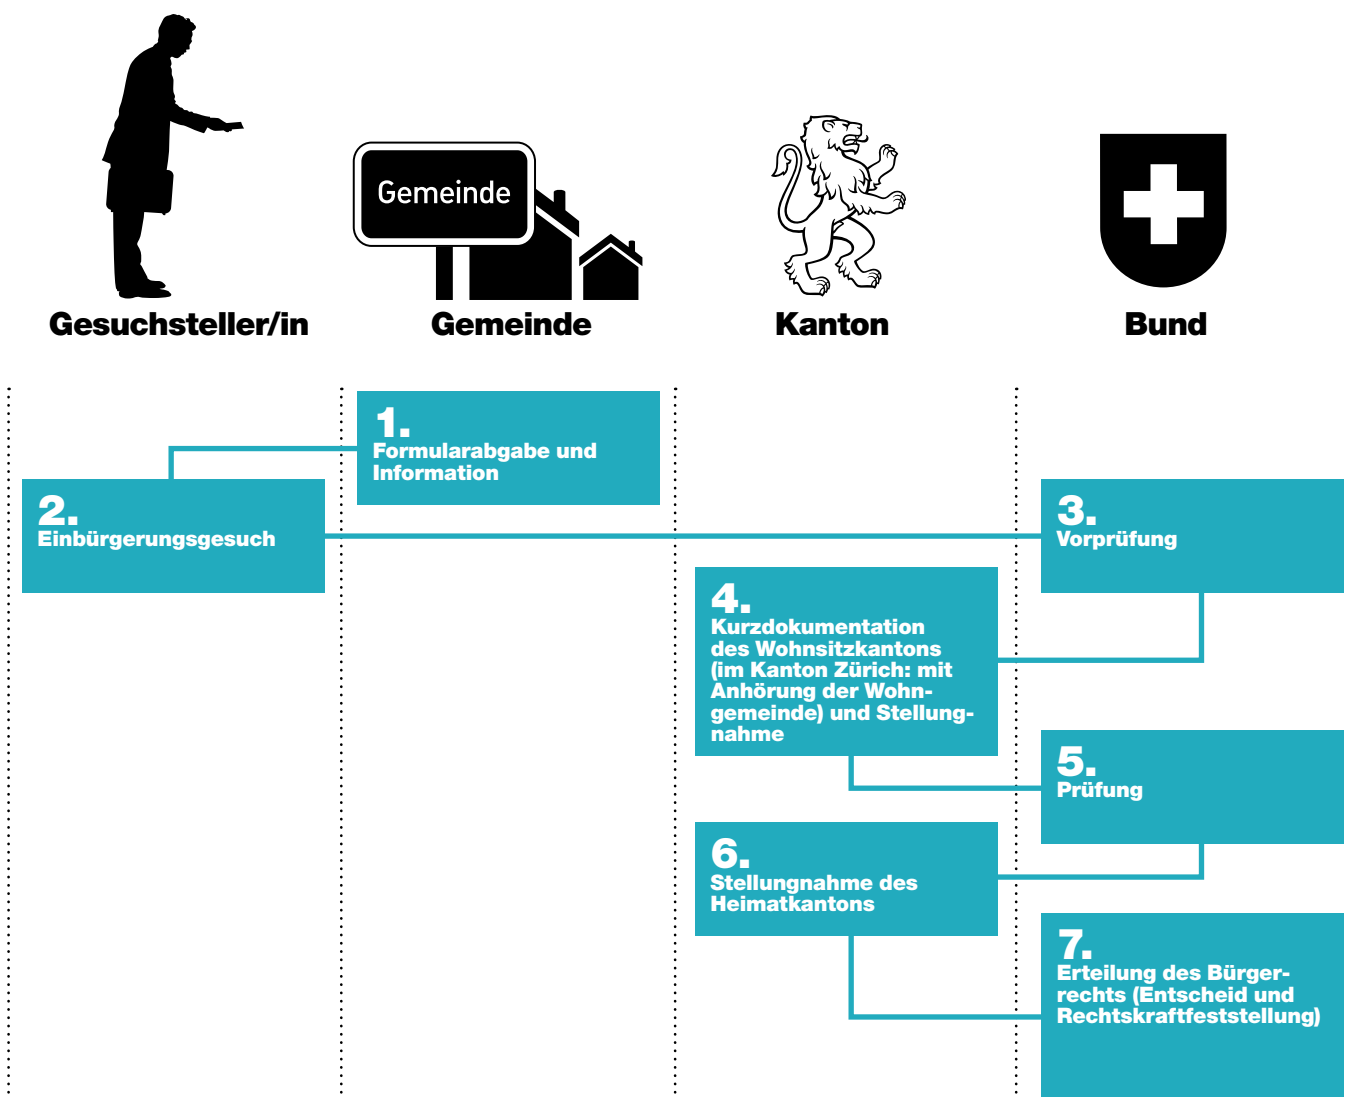 Gemeinde
Gesuchsteller/in
Gemeinde
Kanton
Bund
1.
Formularabgabe und
Information
2.
Einbürgerungsgesuch
3.
Vorprüfung
4.
Kurzdokumentation
des Wohnsitzkantons
(im Kanton Zürich: mit
Anhörung der Wohn-
gemeinde) und Stellung-
nahme
5.
Prüfung
6.
Stellungnahme des
Heimatkantons
7.
Erteilung des Bürger-
rechts (Entscheid und
Rechtskraftfeststellung)